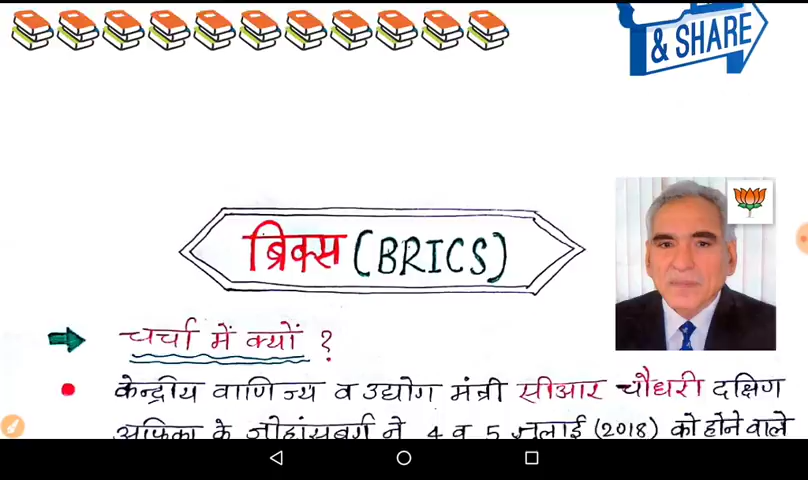 & SHARE
ब्रिक्स (BRICS)
चर्चा में क्यों ?
केन्द्रीय वाणिज्य व उद्योग मंत्री सीआर चौधरी दक्षिण
अफ्रिका के जोहांसबर्ग में 4 व 5 जुलाई (2018) को होने वाले